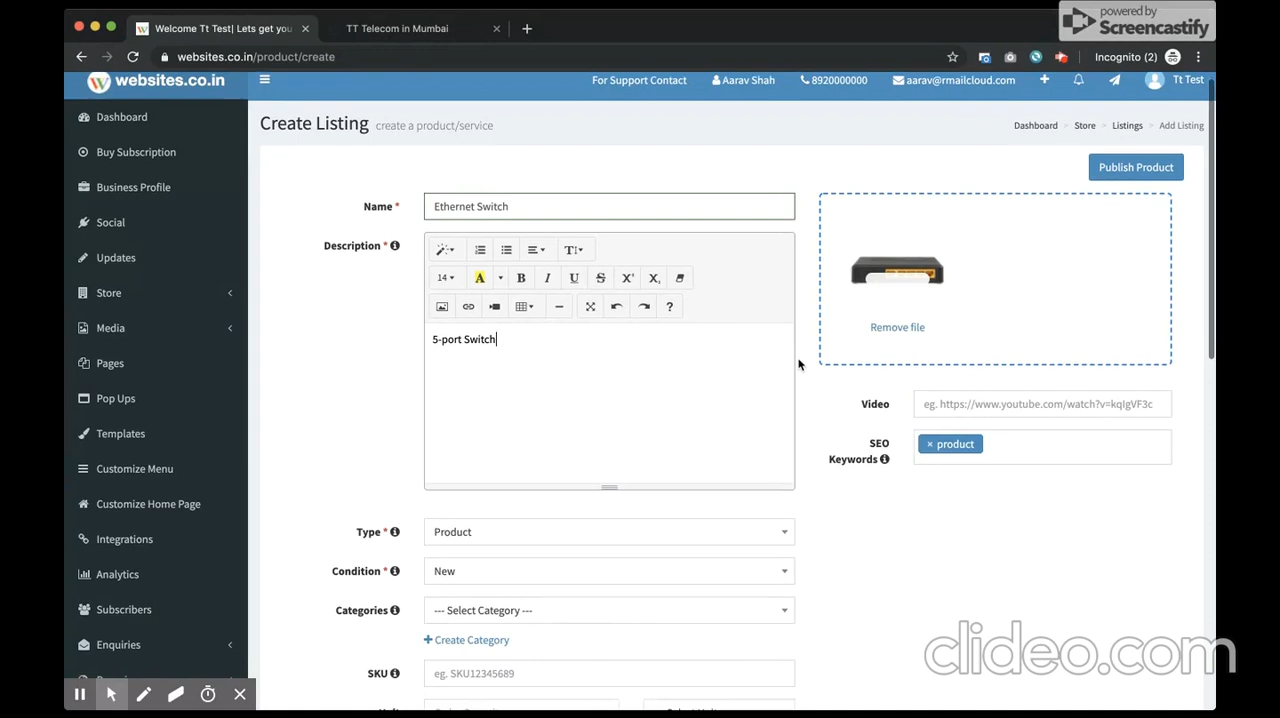 powered by
Screencastify
Welcome Tt Test| Lets get you
TT Telecom in Mumbai
websites.co.in/product/create
Incognito (2)
websites.co.in
For Support Contact
Aarav Shah
8920000000
aarav@rmailcloud.com
Tt Test
Dashboard
Buy Subscription
Business Profile
Social
Updates
Store
Media
Pages
Pop Ups
Templates
Customize Menu
Customize Home Page
Integrations
Analytics
Subscribers
Enquiries
Create Listing create a product/service
Dashboard > Store > Listings > Add Listing
Publish Product
Name *
Ethernet Switch
Description *
14
A B I U S X' X,
?
5-port Switch
Remove file
Video
eg. https://www.youtube.com/watch?v=kqIgVF3c
SEO
Keywords
× product
Type *
Product
Condition *
New
Categories
--- Select Category ---
+ Create Category
SKU
eg. SKU12345689
clideo.com